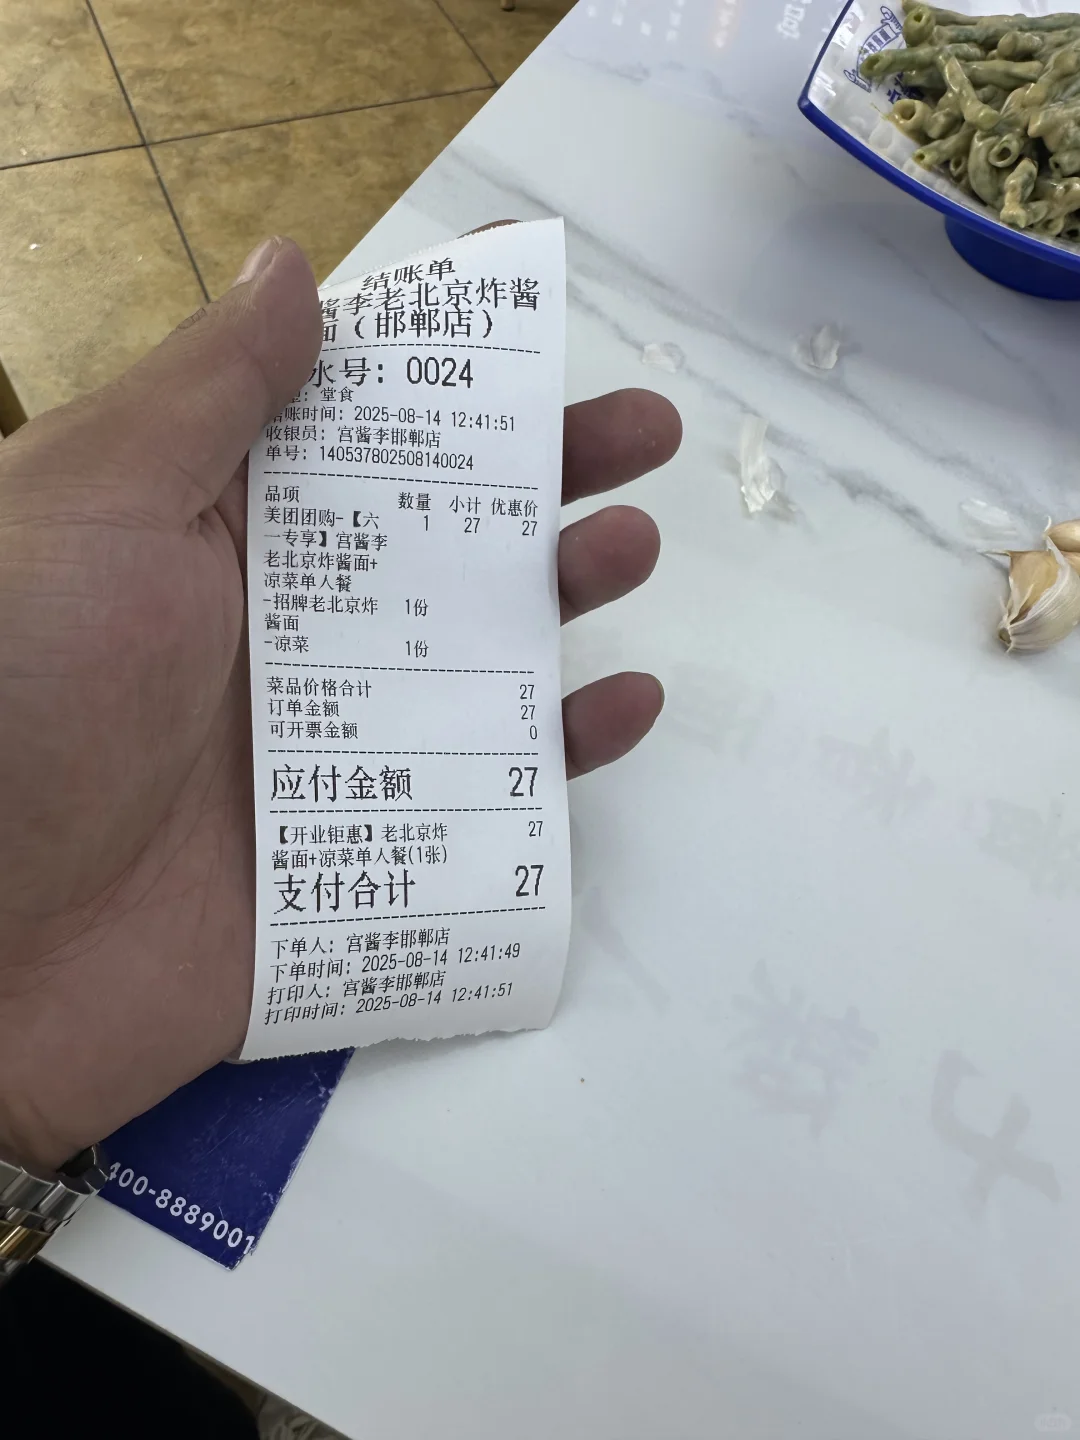 结账单
酱李老北京炸酱
面（邯郸店）
水号: 0024
堂食
账时间: 2025-08-14 12:41:51
收银员: 宫酱李邯郸店
单号: 140537802508140024
品项 数量 小计 优惠价
美团团购-【六 1 27 27
一专享】宫酱李
老北京炸酱面+
凉菜单人餐
-招牌老北京炸 1份
酱面
-凉菜 1份
菜品价格合计 27
订单金额 27
可开票金额 0
应付金额 27
【开业钜惠】老北京炸 27
酱面+凉菜单人餐(1张)
支付合计 27
下单人: 宫酱李邯郸店
下单时间: 2025-08-14 12:41:49
打印人: 宫酱李邯郸店
打印时间: 2025-08-14 12:41:51
400-8889001